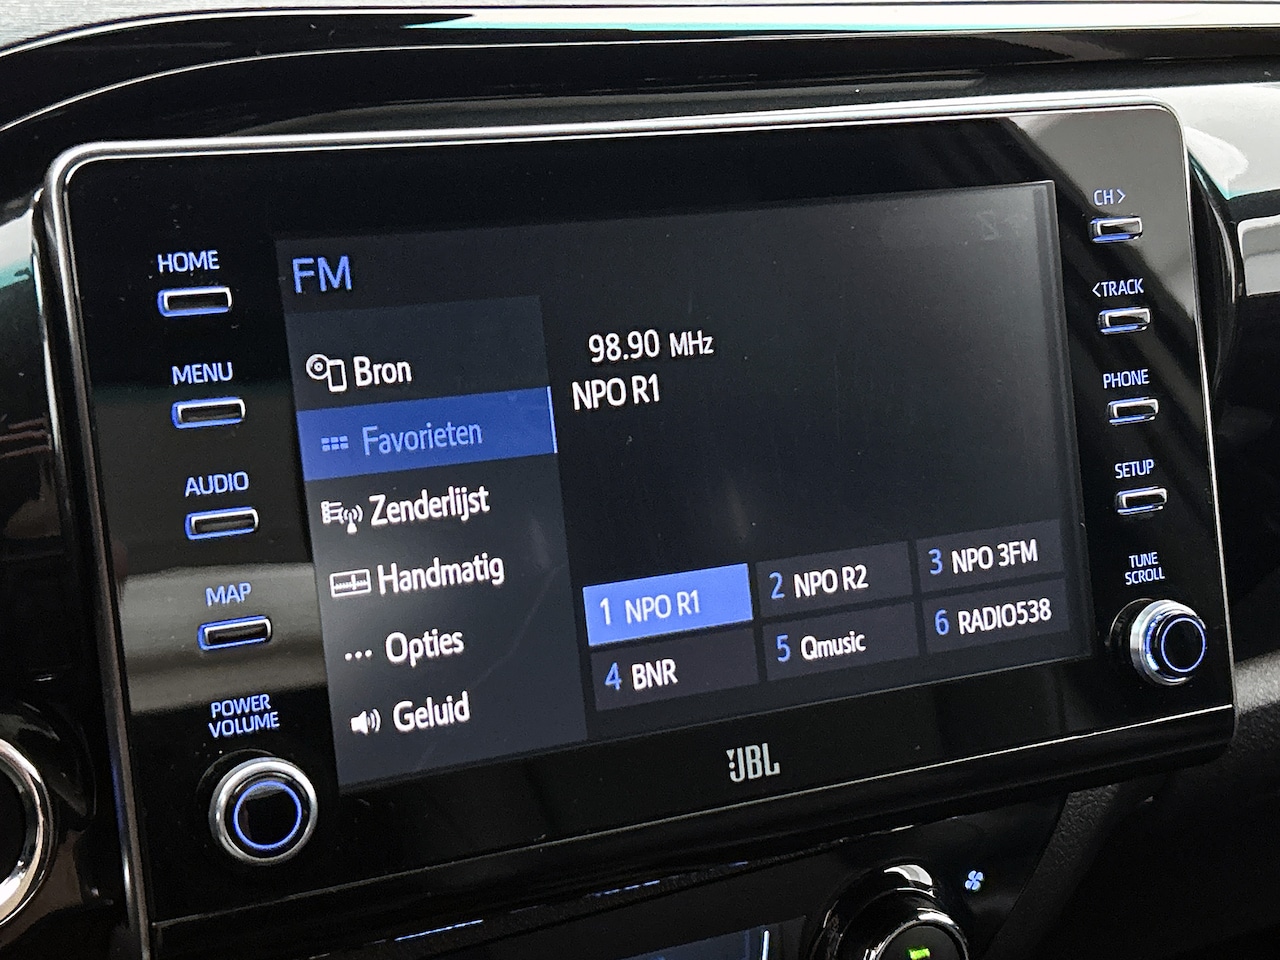 HOME
MENU
AUDIO
MAP
POWER
VOLUME
FM
Bron
Favorieten
Zenderlijst
Handmatig
... Opties
Geluid
98.90 MHz
NPO R1
1 NPO R1
2 NPO R2
3 NPO 3FM
4 BNR
5 Qmusic
6 RADIO538
JBL
CH>
<TRACK
PHONE
SETUP
TUNE
SCROLL